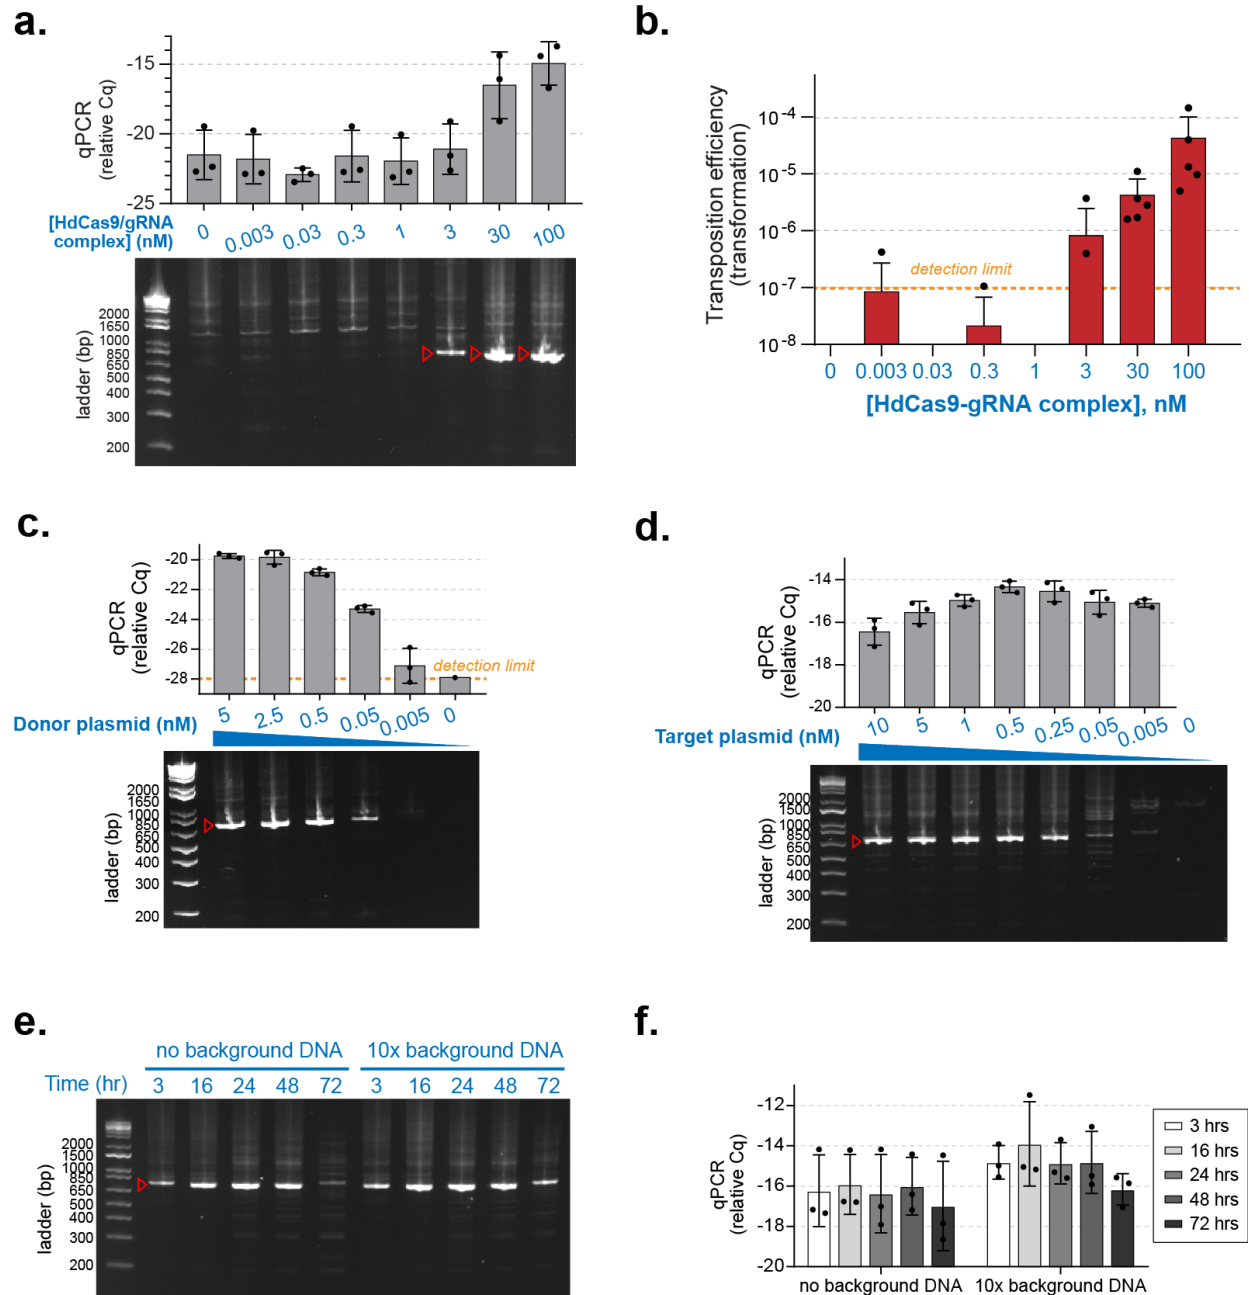 a.
-15
-20
-25
qPCR
(relative Cq)
[HdCas9/gRNA
complex] (nM)
0 0.003 0.03 0.3 1 3 30 100
ladder (bp)
2000
1650
1000
850
650
500
400
300
200
b.
Transposition efficiency
(transformation)
10-4
10-5
10-6
10-7
10-8
detection limit
0 0.003 0.03 0.3 1 3 30 100
[HdCas9-gRNA complex], nM
c.
qPCR
(relative Cq)
-20
-22
-24
-26
-28
detection limit
Donor plasmid (nM)
5 2.5 0.5 0.05 0.005 0
ladder (bp)
2000
1650
1000
850
650
500
400
300
200
d.
qPCR
(relative Cq)
-14
-16
-18
-20
Target plasmid (nM)
10 5 1 0.5 0.25 0.05 0.005 0
ladder (bp)
2000
1500
1000
850
650
500
400
300
200
e.
no background DNA 10x background DNA
Time (hr) 3 16 24 48 72 3 16 24 48 72
ladder (bp)
2000
1500
1000
850
650
500
400
300
200
f.
qPCR
(relative Cq)
-12
-14
-16
-18
-20
no background DNA 10x background DNA
3 hrs
16 hrs
24 hrs
48 hrs
72 hrs